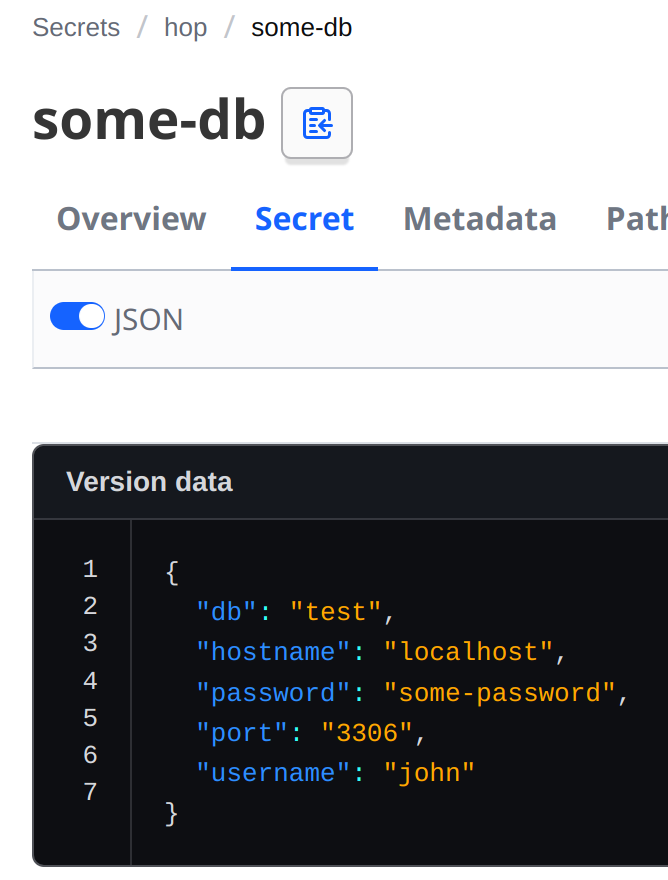 Secrets / hop / some-db
some-db
Overview Secret Metadata Path
JSON
Version data
1 {
2 "db": "test",
3 "hostname": "localhost",
4 "password": "some-password",
5 "port": "3306",
6 "username": "john"
7 }